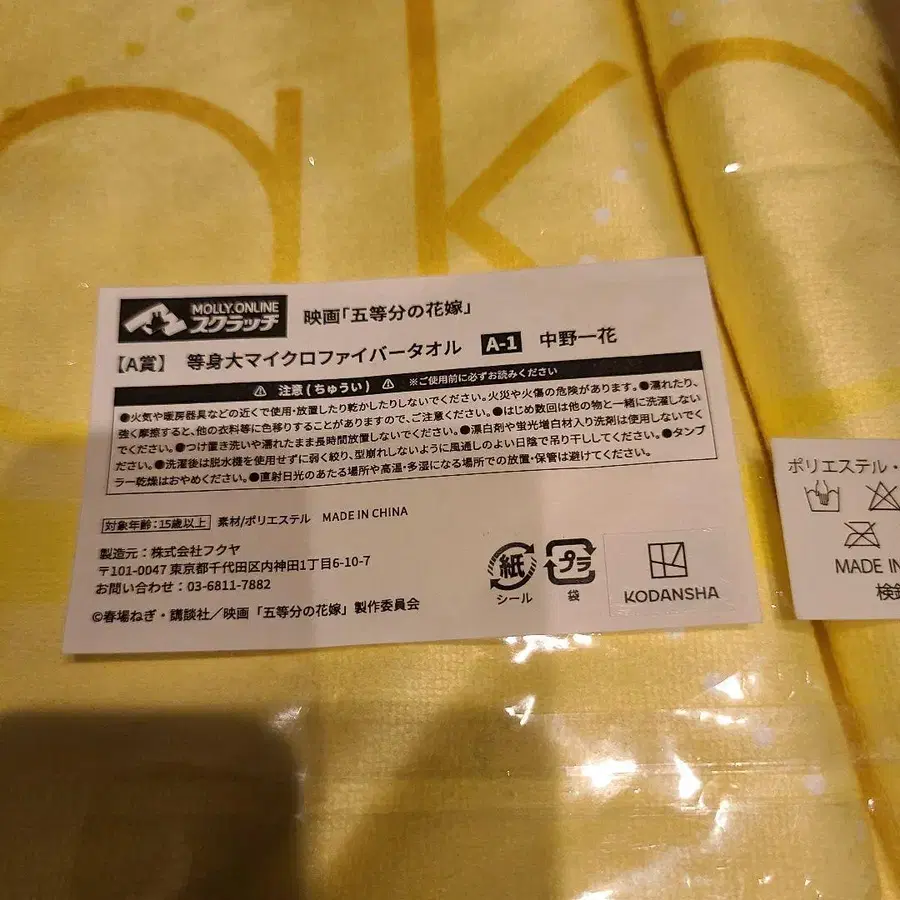 ak
MOLLY.ONLINE
スクラッチ
映画「五等分の花嫁」
【A賞】 等身大マイクロファイバータオル A-1 中野一花
⚠ 注意(ちゅうい) ⚠ ※ご使用前に必ずお読みください
●火気や暖房器具などの近くで使用・放置したり乾かしたりしないでください。火災や火傷の危険があります。●濡れたり、
強く摩擦すると、他の衣料等に色移りすることがありますので、ご注意ください。●はじめ数回は他の物と一緒に洗濯しない
でください。●つけ置き洗いや濡れたまま長時間放置しないでください。●漂白剤や蛍光増白材入り洗剤は使用しないでく
ださい。●洗濯後は脱水機を使用せずに弱く絞り、型崩れしないように風通しのよい日陰で吊り干ししてください。●タンブ
ラー乾燥はおやめください。●直射日光のあたる場所や高温・多湿になる場所での放置・保管は避けてください。
対象年齢:15歳以上 素材/ポリエステル MADE IN CHINA
製造元:株式会社フクヤ
〒101-0047 東京都千代田区内神田1丁目6-10-7
お問い合わせ:03-6811-7882
©春場ねぎ・講談社／映画「五等分の花嫁」製作委員会
紙
シール
プラ
袋
KODANSHA
ポリエステル・
MADE IN
検針